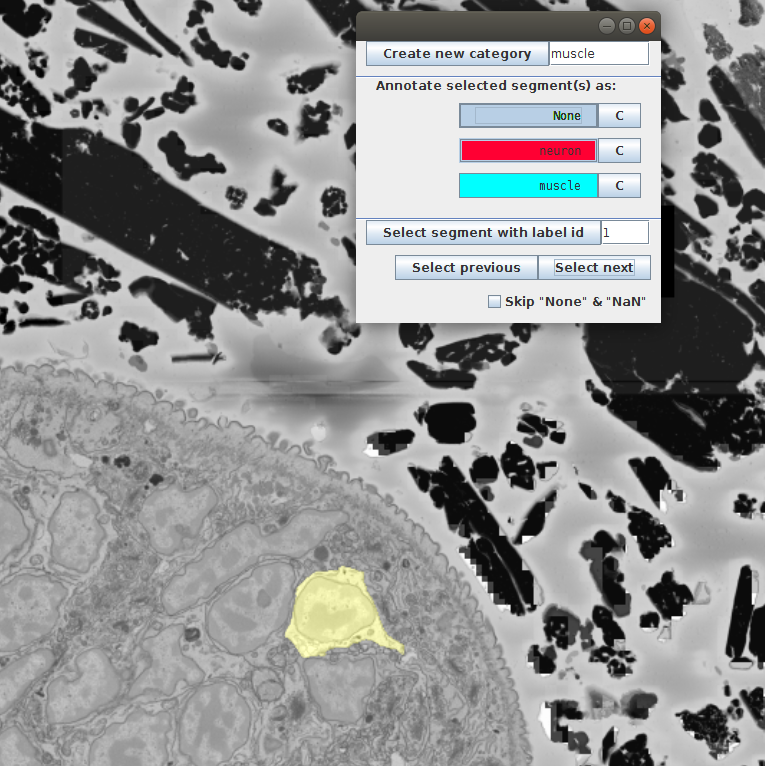 Create new category muscle
Annotate selected segment(s) as:
None C
neuron C
muscle C
Select segment with label id 1
Select previous Select next
Skip "None" & "NaN"